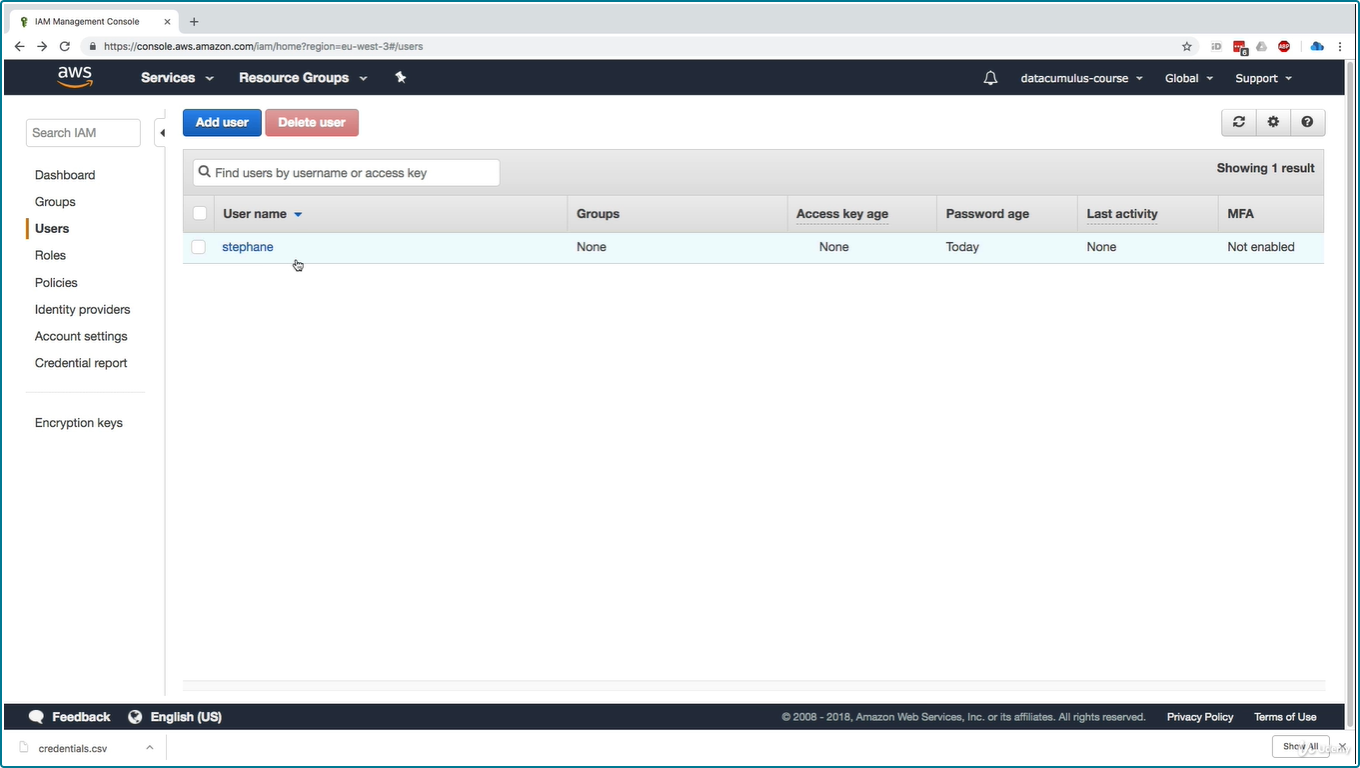 IAM Management Console
https://console.aws.amazon.com/iam/home?region=eu-west-3#/users
iD
6
ABP
aws
Services
Resource Groups
datacumulus-course
Global
Support
Search IAM
Add user
Delete user
Dashboard
Groups
Users
Roles
Policies
Identity providers
Account settings
Credential report
Encryption keys
Find users by username or access key
Showing 1 result
User name Groups Access key age Password age Last activity MFA
stephane None None Today None Not enabled
Feedback
English (US)
© 2008 - 2018, Amazon Web Services, Inc. or its affiliates. All rights reserved.
Privacy Policy
Terms of Use
credentials.csv
Show All